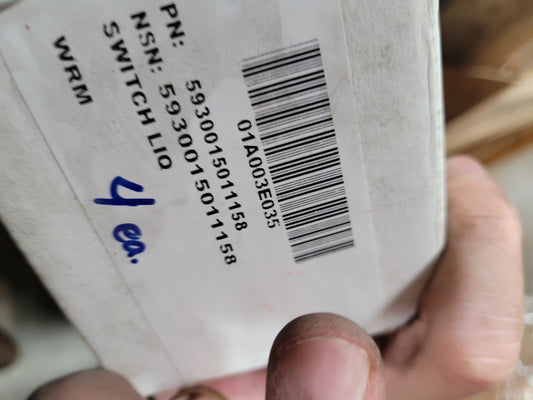 01A003E035
PN: 5930015011158
NSN: 5930015011158
SWITCH LIQ
WRM
4 ea.